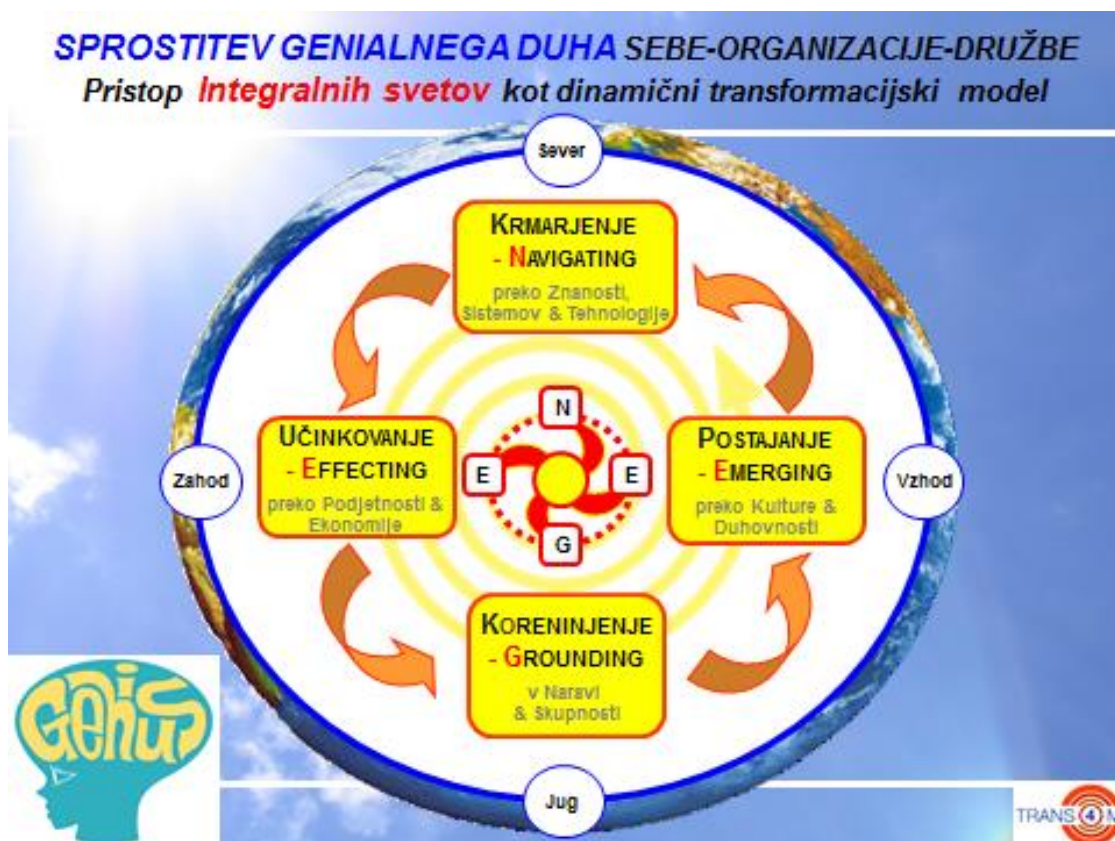 SPROSTITEV GENIALNEGA DUHA SEBE-ORGANIZACIJE-DRUŽBE
Pristop Integralnih svetov kot dinamični transformacijski model
Sever
KRMARJENJE
- NAVIGATING
preko Znanosti,
Sistemov & Tehnologije
N
UČINKOVANJE
- EFFECTING
preko Podjetnosti &
Ekonomije
Zahod
E
E
POSTAJANJE
- EMERGING
preko Kulture &
Duhovnosti
Vzhod
G
KORENINJENJE
- GROUNDING
v Naravi
& Skupnosti
Jug
Genius
TRANS 4 M